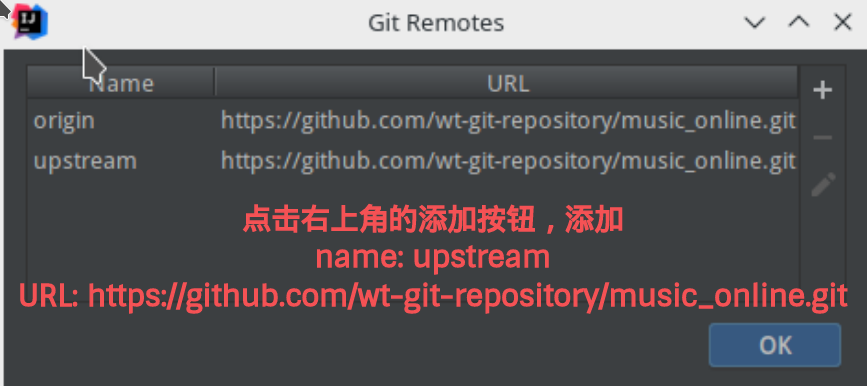 Git Remotes
Name URL
origin https://github.com/wt-git-repository/music_online.git
upstream https://github.com/wt-git-repository/music_online.git
点击右上角的添加按钮，添加
name: upstream
URL: https://github.com/wt-git-repository/music_online.git
OK